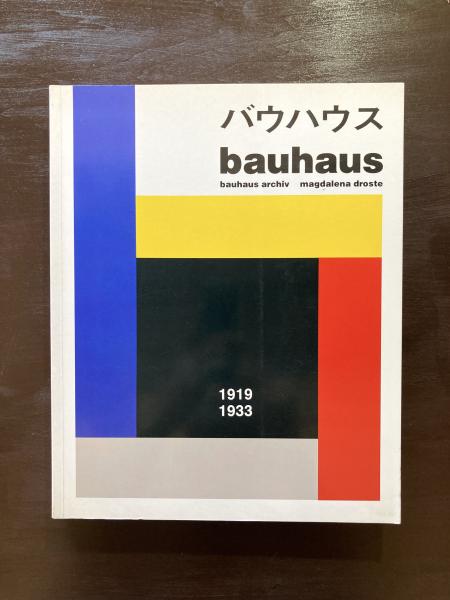 バウハウス
bauhaus
bauhaus archiv magdalena droste
1919
1933